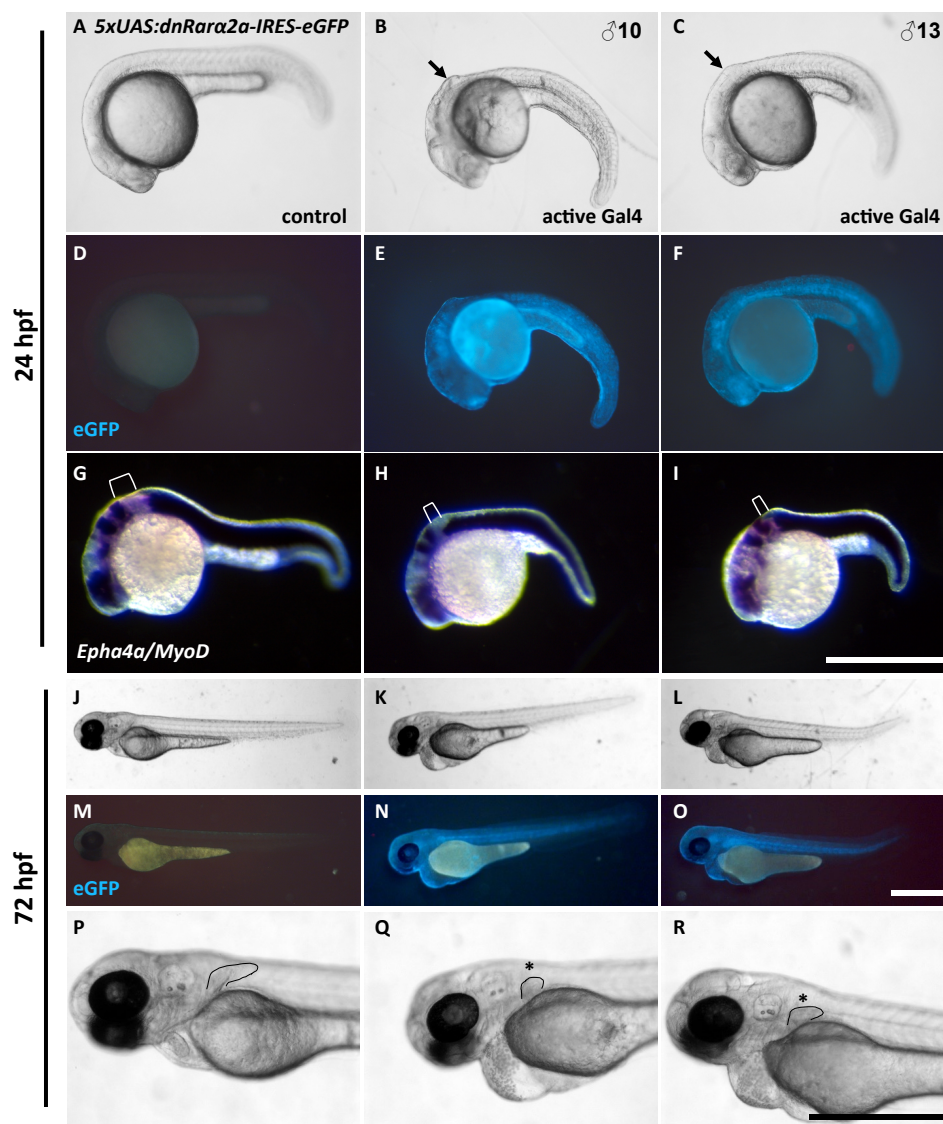 A 5xUAS:dnRarα2a-IRES-eGFP
B ♂10
C ♂13
control
active Gal4
active Gal4
D
E
F
24 hpf
eGFP
G
H
I
Epha4a/MyoD
J
K
L
M
N
O
72 hpf
eGFP
P
Q
R
*
*